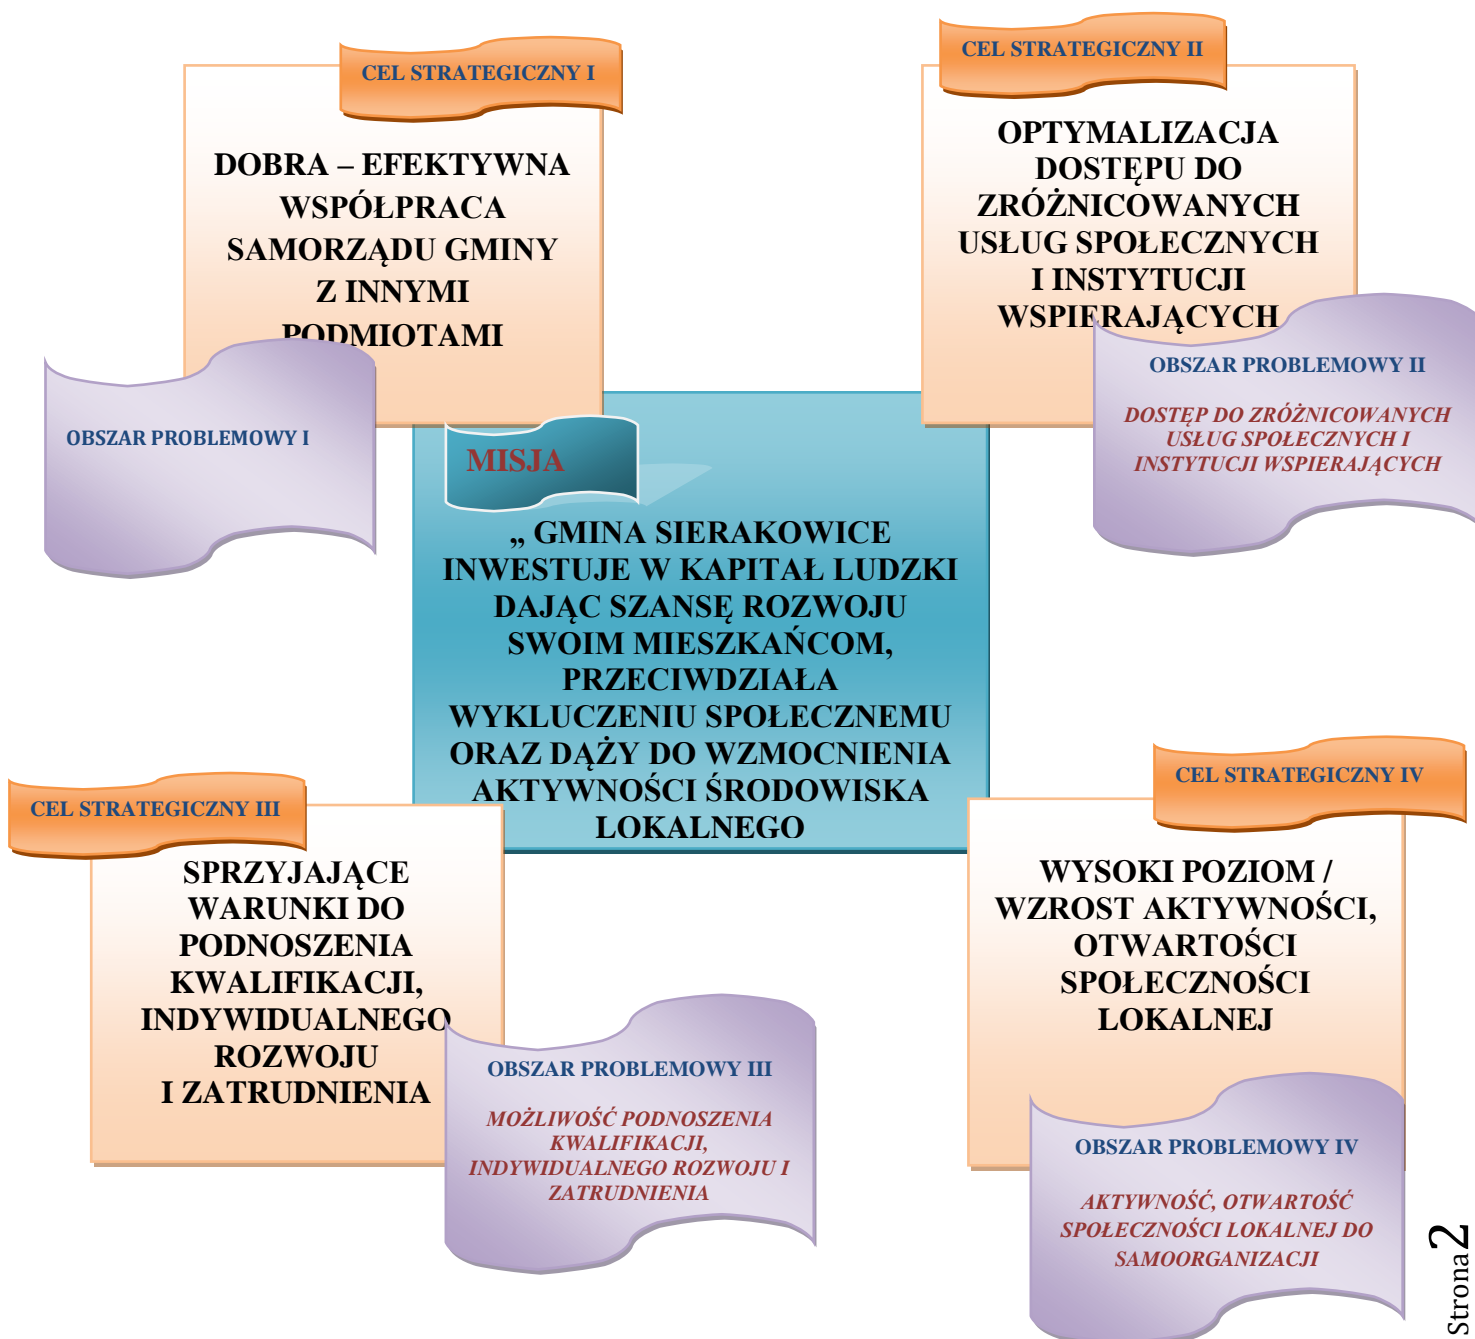 CEL STRATEGICZNY I
DOBRA – EFEKTYWNA
WSPÓŁPRACA
SAMORZĄDU GMINY
Z INNYMI
PODMIOTAMI
OBSZAR PROBLEMOWY I
CEL STRATEGICZNY II
OPTYMALIZACJA
DOSTĘPU DO
ZRÓŻNICOWANYCH
USŁUG SPOŁECZNYCH
I INSTYTUCJI
WSPIERAJĄCYCH
OBSZAR PROBLEMOWY II
DOSTĘP DO ZRÓŻNICOWANYCH
USŁUG SPOŁECZNYCH I
INSTYTUCJI WSPIERAJĄCYCH
MISJA
„ GMINA SIERAKOWICE
INWESTUJE W KAPITAŁ LUDZKI
DAJĄC SZANSĘ ROZWOJU
SWOIM MIESZKAŃCOM,
PRZECIWDZIAŁA
WYKLUCZENIU SPOŁECZNEMU
ORAZ DĄŻY DO WZMOCNIENIA
AKTYWNOŚCI ŚRODOWISKA
LOKALNEGO
CEL STRATEGICZNY III
SPRZYJAJĄCE
WARUNKI DO
PODNOSZENIA
KWALIFIKACJI,
INDYWIDUALNEGO
ROZWOJU
I ZATRUDNIENIA
OBSZAR PROBLEMOWY III
MOŻLIWOŚĆ PODNOSZENIA
KWALIFIKACJI,
INDYWIDUALNEGO ROZWOJU I
ZATRUDNIENIA
CEL STRATEGICZNY IV
WYSOKI POZIOM /
WZROST AKTYWNOŚCI,
OTWARTOŚCI
SPOŁECZNOŚCI
LOKALNEJ
OBSZAR PROBLEMOWY IV
AKTYWNOŚĆ, OTWARTOŚĆ
SPOŁECZNOŚCI LOKALNEJ DO
SAMOORGANIZACJI
Strona2